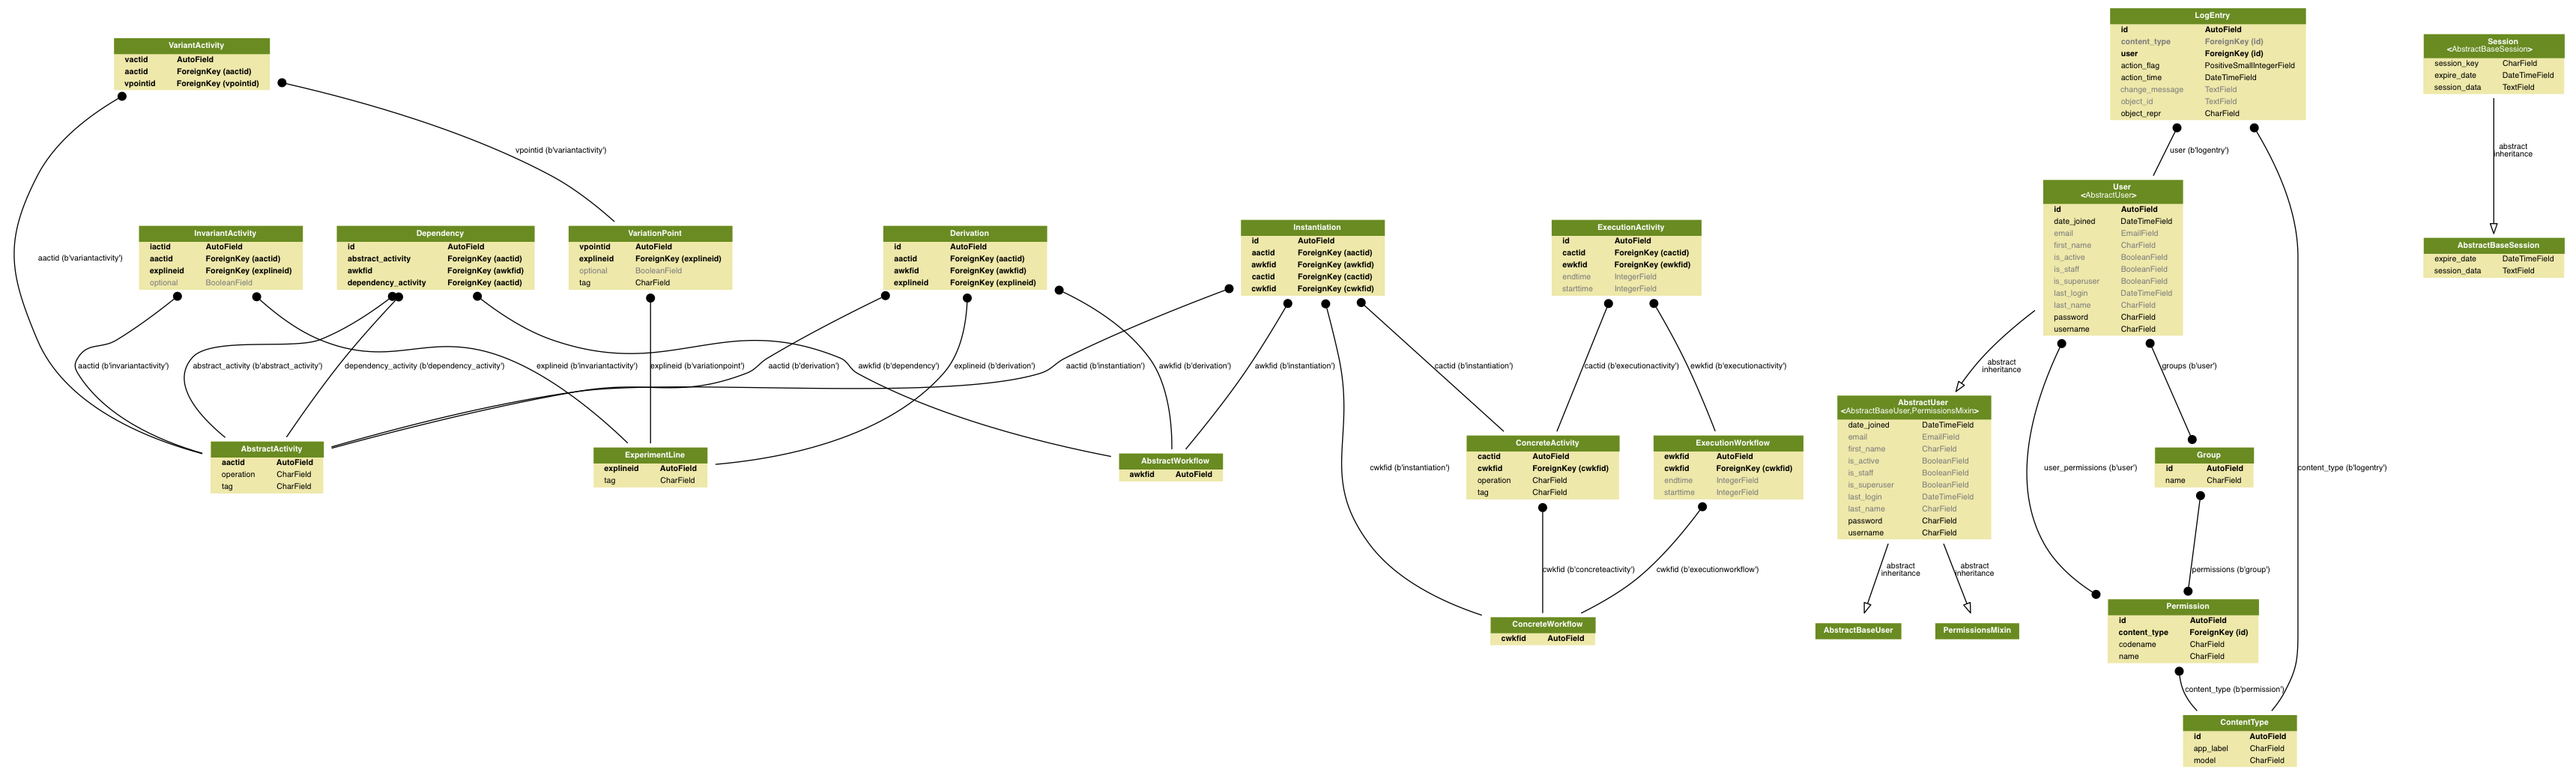 VariantActivity
vactid AutoField
aactid ForeignKey (aactid)
vpointid ForeignKey (vpointid)
LogEntry
id AutoField
content_type ForeignKey (id)
user ForeignKey (id)
action_flag PositiveSmallIntegerField
action_time DateTimeField
change_message TextField
object_id TextField
object_repr CharField
Session
<AbstractBaseSession>
session_key CharField
expire_date DateTimeField
session_data TextField
vpointid (b'variantactivity')
user (b'logentry')
abstract
inheritance
aactid (b'variantactivity')
InvariantActivity
iactid AutoField
aactid ForeignKey (aactid)
explineid ForeignKey (explineid)
optional BooleanField
Dependency
id AutoField
abstract_activity ForeignKey (aactid)
awkfid ForeignKey (awkfid)
dependency_activity ForeignKey (aactid)
VariationPoint
vpointid AutoField
explineid ForeignKey (explineid)
optional BooleanField
tag CharField
Derivation
id AutoField
aactid ForeignKey (aactid)
awkfid ForeignKey (awkfid)
explineid ForeignKey (explineid)
Instantiation
id AutoField
aactid ForeignKey (aactid)
awkfid ForeignKey (awkfid)
cactid ForeignKey (cactid)
cwkfid ForeignKey (cwkfid)
ExecutionActivity
id AutoField
cactid ForeignKey (cactid)
ewkfid ForeignKey (ewkfid)
endtime IntegerField
starttime IntegerField
User
<AbstractUser>
id AutoField
date_joined DateTimeField
email EmailField
first_name CharField
is_active BooleanField
is_staff BooleanField
is_superuser BooleanField
last_login DateTimeField
last_name CharField
password CharField
username CharField
AbstractBaseSession
expire_date DateTimeField
session_data TextField
aactid (b'invariantactivity')
abstract_activity (b'abstract_activity')
dependency_activity (b'dependency_activity')
explineid (b'invariantactivity')
explineid (b'variationpoint')
aactid (b'derivation')
awkfid (b'dependency')
explineid (b'derivation')
aactid (b'instantiation')
awkfid (b'derivation')
awkfid (b'instantiation')
cactid (b'instantiation')
cactid (b'executionactivity')
ewkfid (b'executionactivity')
abstract
inheritance
groups (b'user')
AbstractActivity
aactid AutoField
operation CharField
tag CharField
ExperimentLine
explineid AutoField
tag CharField
AbstractWorkflow
awkfid AutoField
cwkfid (b'instantiation')
ConcreteActivity
cactid AutoField
cwkfid ForeignKey (cwkfid)
operation CharField
tag CharField
ExecutionWorkflow
ewkfid AutoField
cwkfid ForeignKey (cwkfid)
endtime IntegerField
starttime IntegerField
AbstractUser
<AbstractBaseUser,PermissionsMixin>
date_joined DateTimeField
email EmailField
first_name CharField
is_active BooleanField
is_staff BooleanField
is_superuser BooleanField
last_login DateTimeField
last_name CharField
password CharField
username CharField
user_permissions (b'user')
Group
id AutoField
name CharField
content_type (b'logentry')
cwkfid (b'concreteactivity')
cwkfid (b'executionworkflow')
abstract
inheritance
abstract
inheritance
permissions (b'group')
ConcreteWorkflow
cwkfid AutoField
AbstractBaseUser
PermissionsMixin
Permission
id AutoField
content_type ForeignKey (id)
codename CharField
name CharField
content_type (b'permission')
ContentType
id AutoField
app_label CharField
model CharField